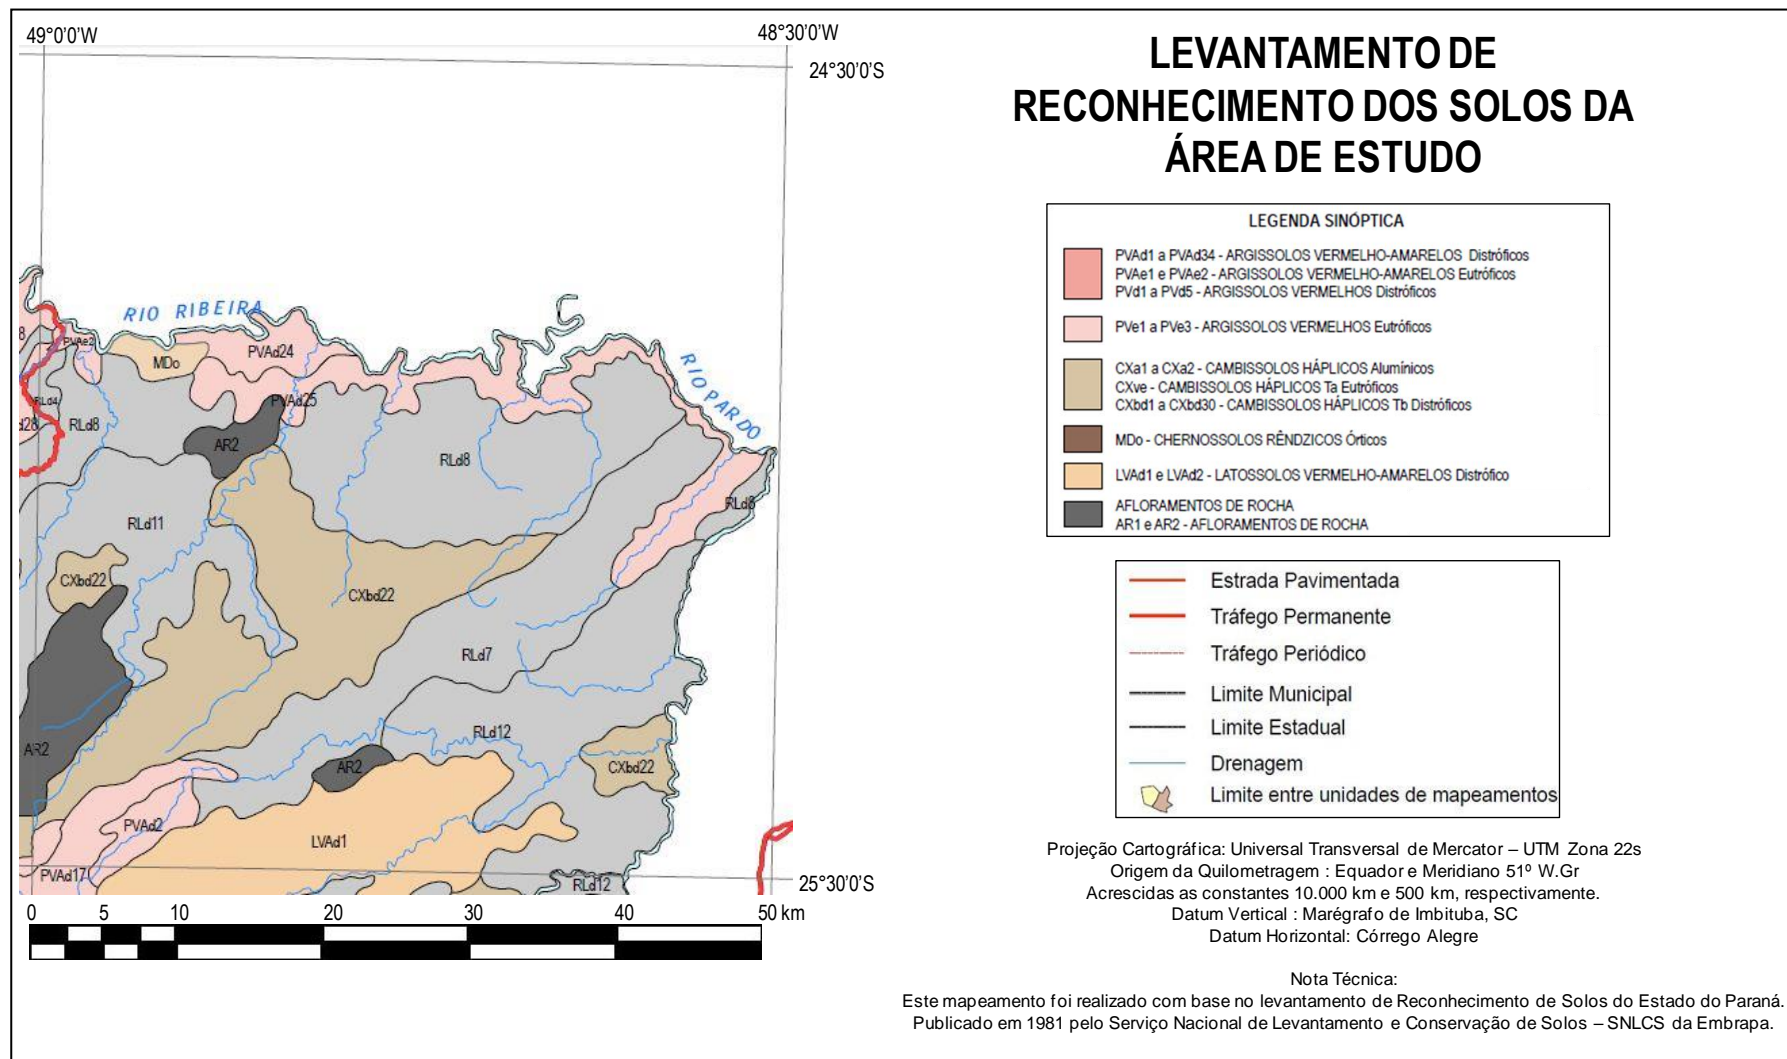 49°0'0'W
48°30'0'W
24°30'0'S
LEVANTAMENTO DE
RECONHECIMENTO DOS SOLOS DA
ÁREA DE ESTUDO
LEGENDA SINÓPTICA
PVAd1 a PVAd34 - ARGISSOLOS VERMELHO-AMARELOS Distróficos
PVAe1 e PVAe2 - ARGISSOLOS VERMELHO-AMARELOS Eutróficos
PVd1 a PVd5 - ARGISSOLOS VERMELHOS Distróficos
PVe1 a PVe3 - ARGISSOLOS VERMELHOS Eutróficos
CXa1 a CXa2 - CAMBISSOLOS HÁPLICOS Alumínicos
CXve - CAMBISSOLOS HÁPLICOS Ta Eutróficos
CXbd1 a CXbd30 - CAMBISSOLOS HÁPLICOS Tb Distróficos
MDo - CHERNOSSOLOS RÊNDZICOS Órticos
LVAd1 e LVAd2 - LATOSSOLOS VERMELHO-AMARELOS Distrófico
AFLORAMENTOS DE ROCHA
AR1 e AR2 - AFLORAMENTOS DE ROCHA
RIO RIBEIRA
8
PVAe2
MDo
PVAd24
RIO PARDO
RLd4
PVAd25
d28
RLd8
AR2
RLd8
RLd8
RLd11
CXbd22
CXbd22
RLd7
RLd12
AR2
AR2
CXbd22
PVAd2
LVAd1
PVAd17
RLd12
25°30'0'S
0 5 10 20 30 40 50 km
Estrada Pavimentada
Tráfego Permanente
Tráfego Periódico
Limite Municipal
Limite Estadual
Drenagem
Limite entre unidades de mapeamentos
Projeção Cartográfica: Universal Transversal de Mercator – UTM Zona 22s
Origem da Quilometragem : Equador e Meridiano 51º W.Gr
Acrescidas as constantes 10.000 km e 500 km, respectivamente.
Datum Vertical : Marégrafo de Imbituba, SC
Datum Horizontal: Córrego Alegre
Nota Técnica:
Este mapeamento foi realizado com base no levantamento de Reconhecimento de Solos do Estado do Paraná.
Publicado em 1981 pelo Serviço Nacional de Levantamento e Conservação de Solos – SNLCS da Embrapa.